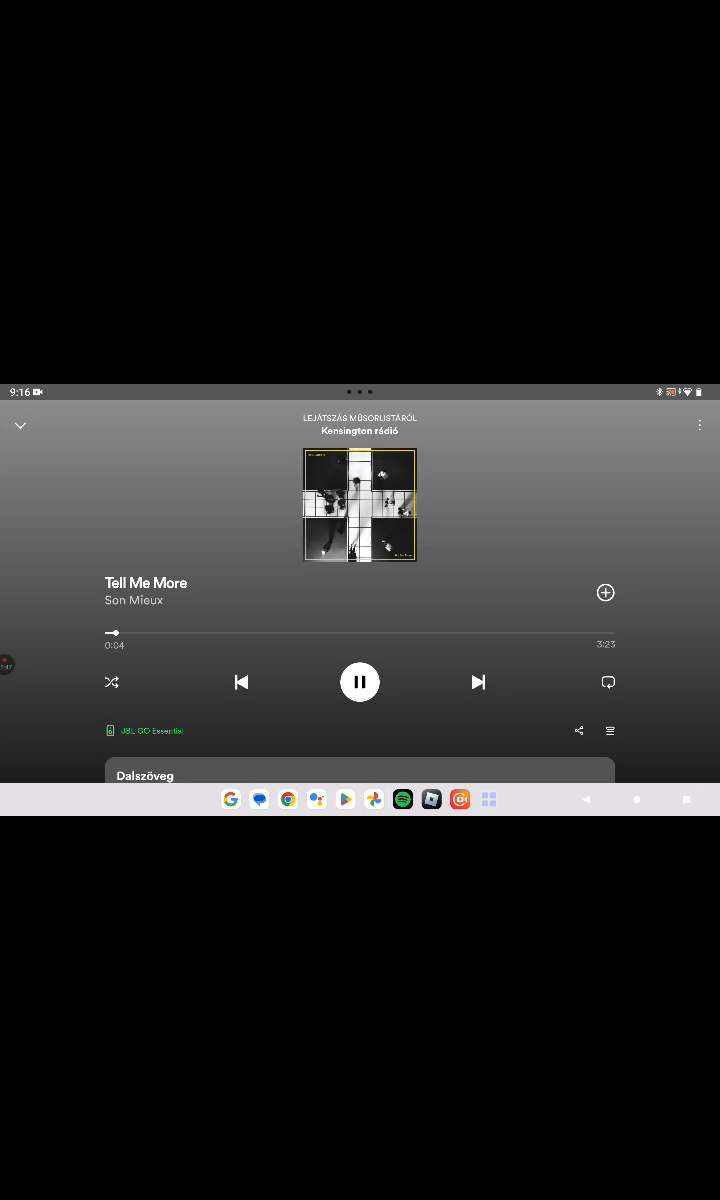 9:16
LEJÁTSZÁS MŰSORLISTÁRÓL
Kensington rádió
Tell Me More
Son Mieux
0:04
3:23
JBL GO Essential
Dalszöveg